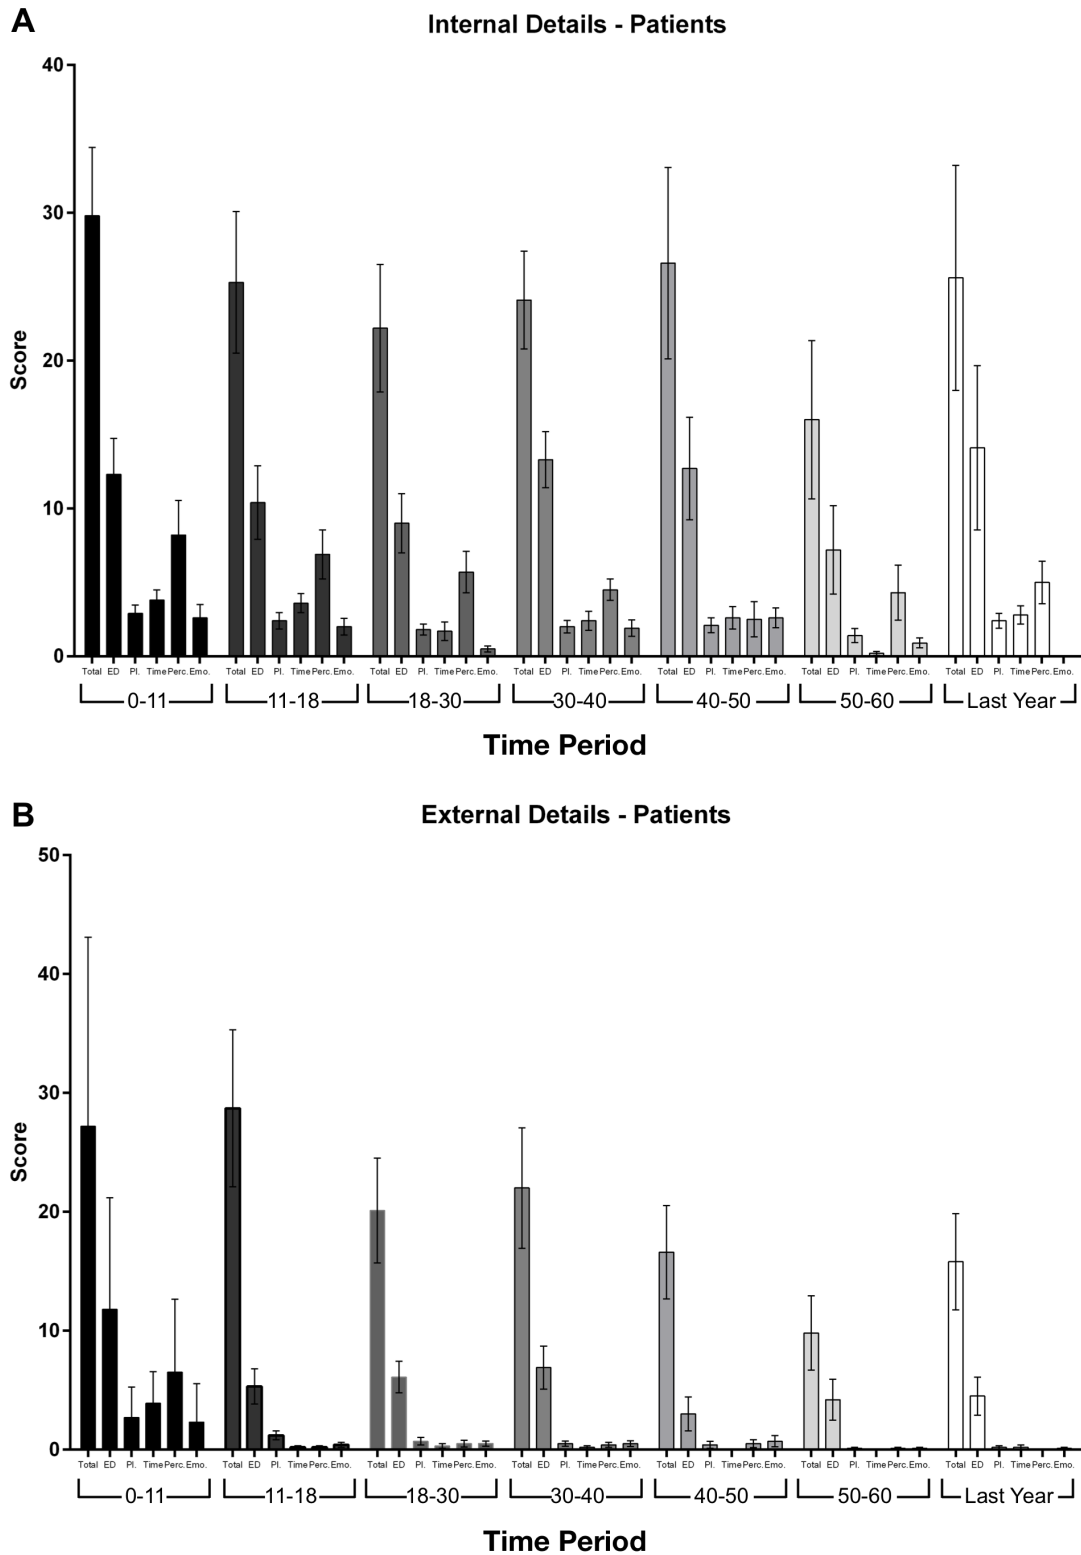 A
Internal Details - Patients
40
30
20
10
0
Score
Total ED Pl. Time Perc. Emo. Total ED Pl. Time Perc. Emo. Total ED Pl. Time Perc. Emo. Total ED Pl. Time Perc. Emo. Total ED Pl. Time Perc. Emo. Total ED Pl. Time Perc. Emo. Total ED Pl. Time Perc. Emo.
0-11 11-18 18-30 30-40 40-50 50-60 Last Year
Time Period
B
External Details - Patients
50
40
30
20
10
0
Score
Total ED Pl. Time Perc. Emo. Total ED Pl. Time Perc. Emo. Total ED Pl. Time Perc. Emo. Total ED Pl. Time Perc. Emo. Total ED Pl. Time Perc. Emo. Total ED Pl. Time Perc. Emo. Total ED Pl. Time Perc. Emo.
0-11 11-18 18-30 30-40 40-50 50-60 Last Year
Time Period